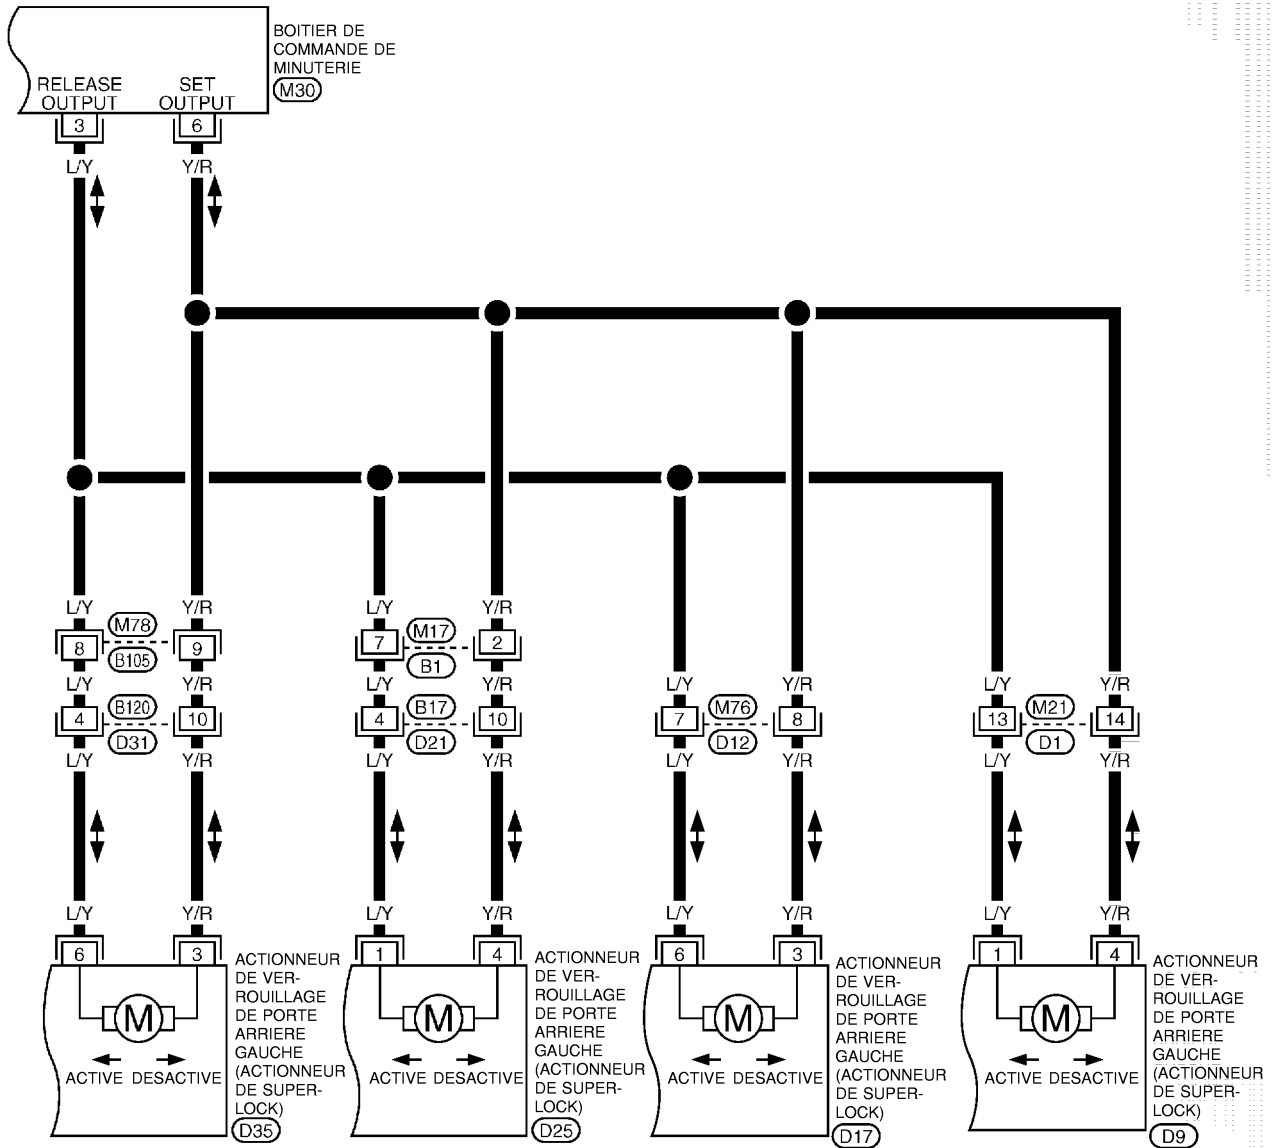 BOITIER DE
COMMANDE DE
MINUTERIE
M30
RELEASE
OUTPUT
SET
OUTPUT
3
6
L/Y
Y/R
L/Y
Y/R
L/Y
Y/R
8
M78
B105
9
7
M17
B1
2
L/Y
Y/R
L/Y
Y/R
L/Y
Y/R
L/Y
Y/R
4
B120
D31
10
4
B17
D21
10
7
M76
D12
8
13
M21
D1
14
L/Y
Y/R
L/Y
Y/R
L/Y
Y/R
L/Y
Y/R
L/Y
Y/R
L/Y
Y/R
L/Y
Y/R
L/Y
Y/R
6
3
1
4
6
3
1
4
M
ACTIVE DESACTIVE
ACTIONNEUR
DE VER-
ROUILLAGE
DE PORTE
ARRIERE
GAUCHE
(ACTIONNEUR
DE SUPER-
LOCK)
D35
M
ACTIVE DESACTIVE
ACTIONNEUR
DE VER-
ROUILLAGE
DE PORTE
ARRIERE
GAUCHE
(ACTIONNEUR
DE SUPER-
LOCK)
D25
M
ACTIVE DESACTIVE
ACTIONNEUR
DE VER-
ROUILLAGE
DE PORTE
ARRIERE
GAUCHE
(ACTIONNEUR
DE SUPER-
LOCK)
D17
M
ACTIVE DESACTIVE
ACTIONNEUR
DE VER-
ROUILLAGE
DE PORTE
ARRIERE
GAUCHE
(ACTIONNEUR
DE SUPER-
LOCK)
D9